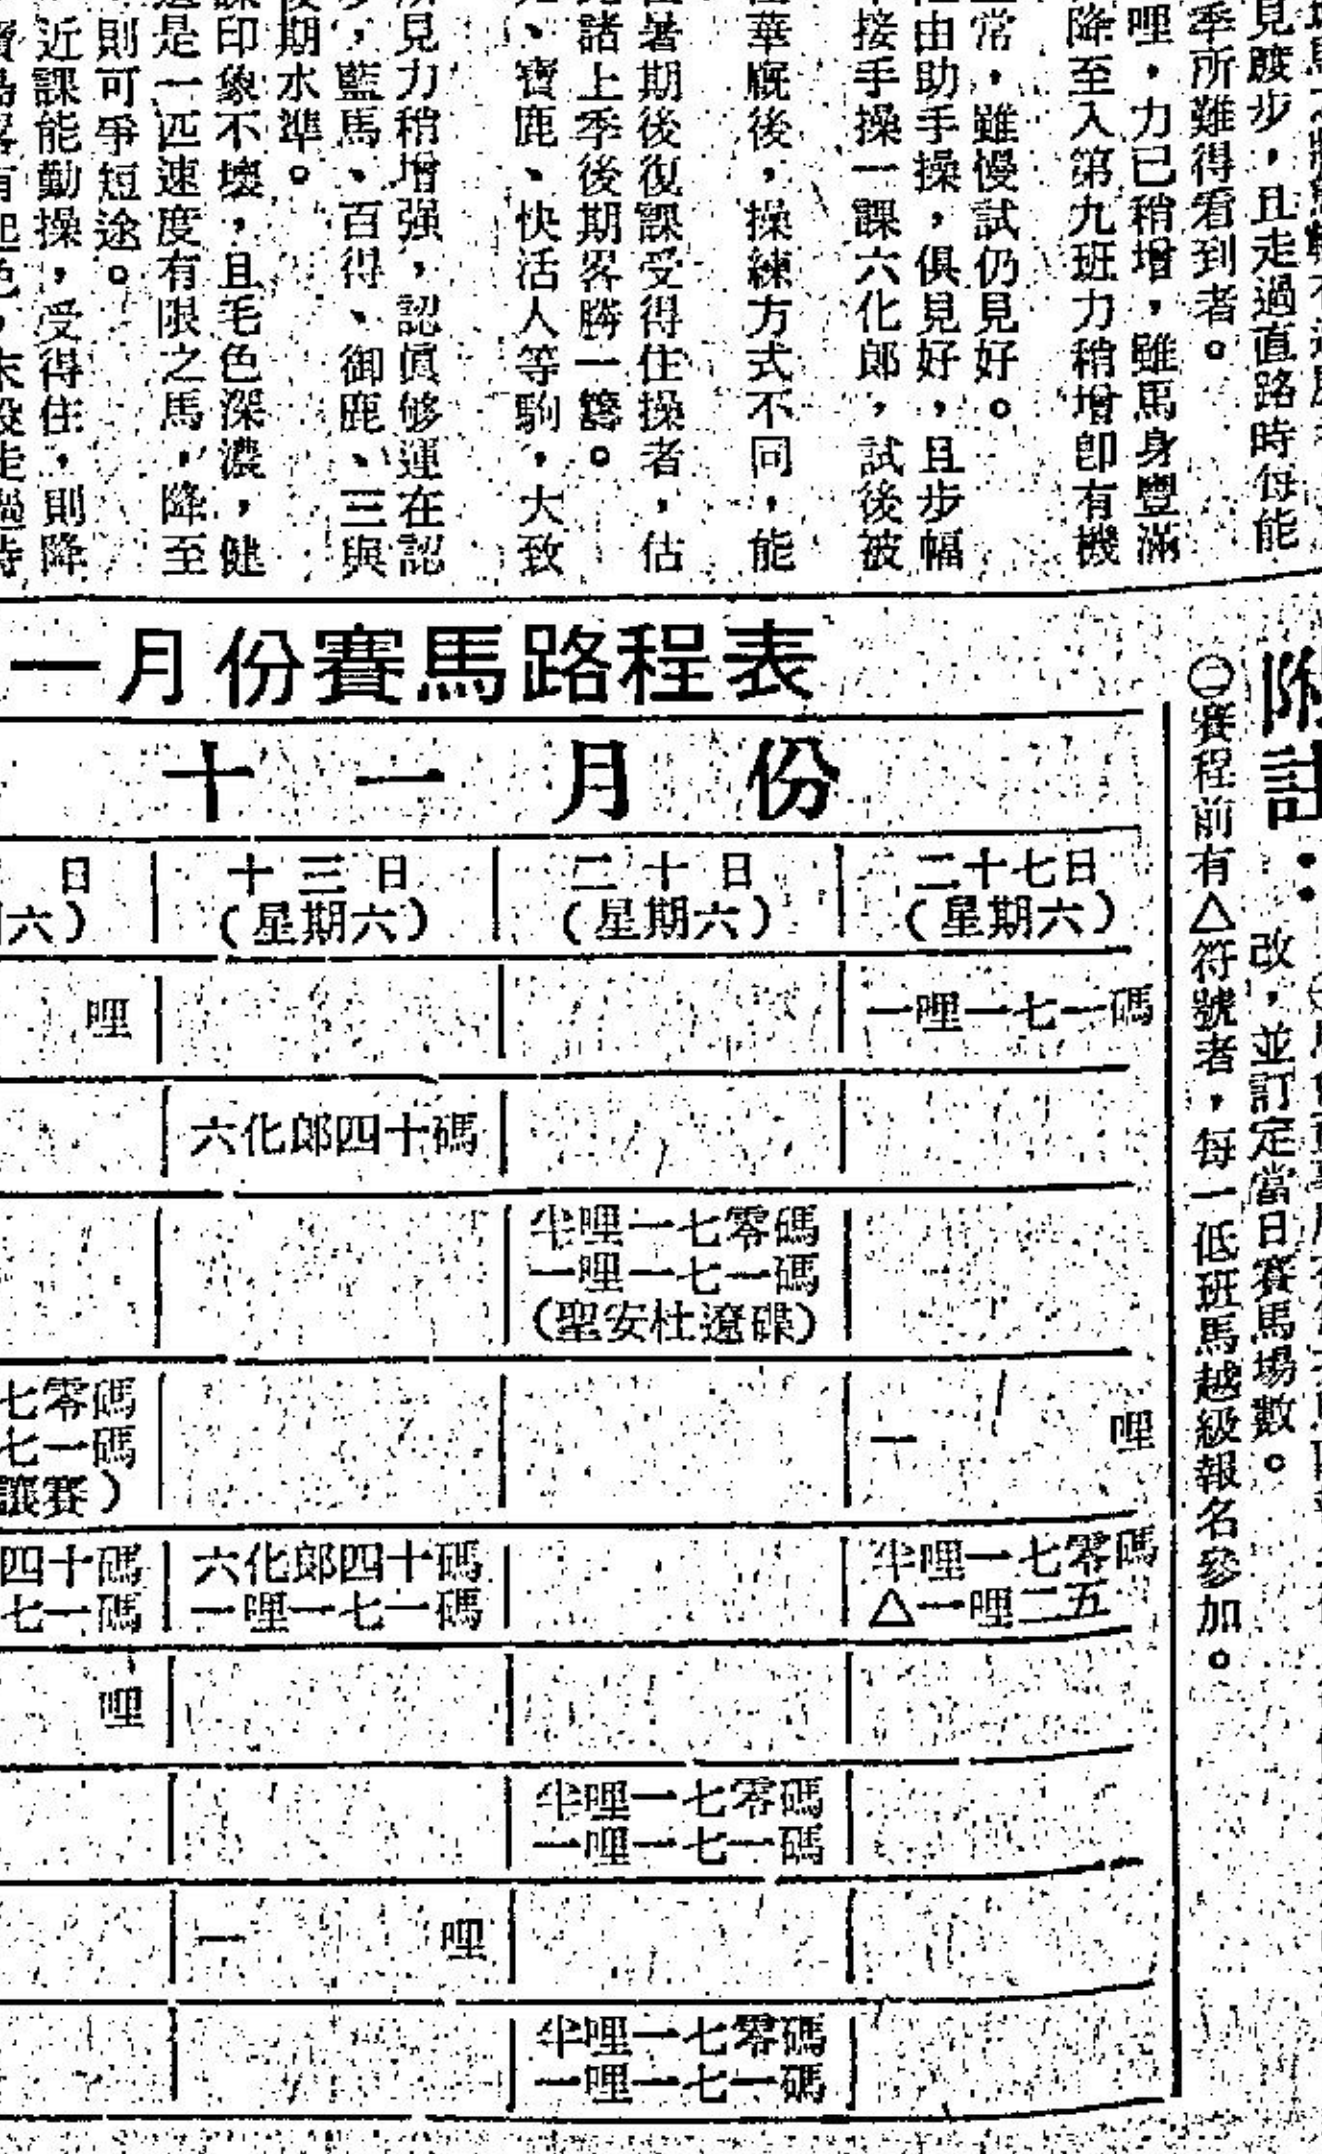 見踱步，且走過直路時每能
季所難得看到者。
哩，力已稍增，雖馬身豐滿
降至入第九班力稍增即有機
常，雖慢試仍見好。
由助手操，俱見好，且步幅
接手操一課六化郎，試後被
華廐後，操練方式不同，能
暑期後復課受得住操者，估
諸上季後期畧勝一籌。
、寶鹿、快活人等駒，大致
見力稍增强，認眞够運在認
，藍馬、百得、御鹿、三與
期水準。
印象不壞，且毛色深濃，健
是一匹速度有限之馬，降至
則可爭短途。
近課能勤操，受得住，則降
附註：
改，並訂定當日賽馬場數。
㊁賽程前有△符號者，每一低班馬越級報名參加。
一月份賽馬路程表
十一月份
日 十三日 二十日 二十七日
六） （星期六） （星期六） （星期六）
哩 一哩一七一碼
六化郎四十碼
半哩一七零碼
一哩一七一碼
（聖安杜遼碟）
七零碼
七一碼 一哩
讓賽）
四十碼 六化郎四十碼 半哩一七零碼
七一碼 一哩一七一碼 △一哩二五
哩
半哩一七零碼
一哩一七一碼
一哩
半哩一七零碼
一哩一七一碼